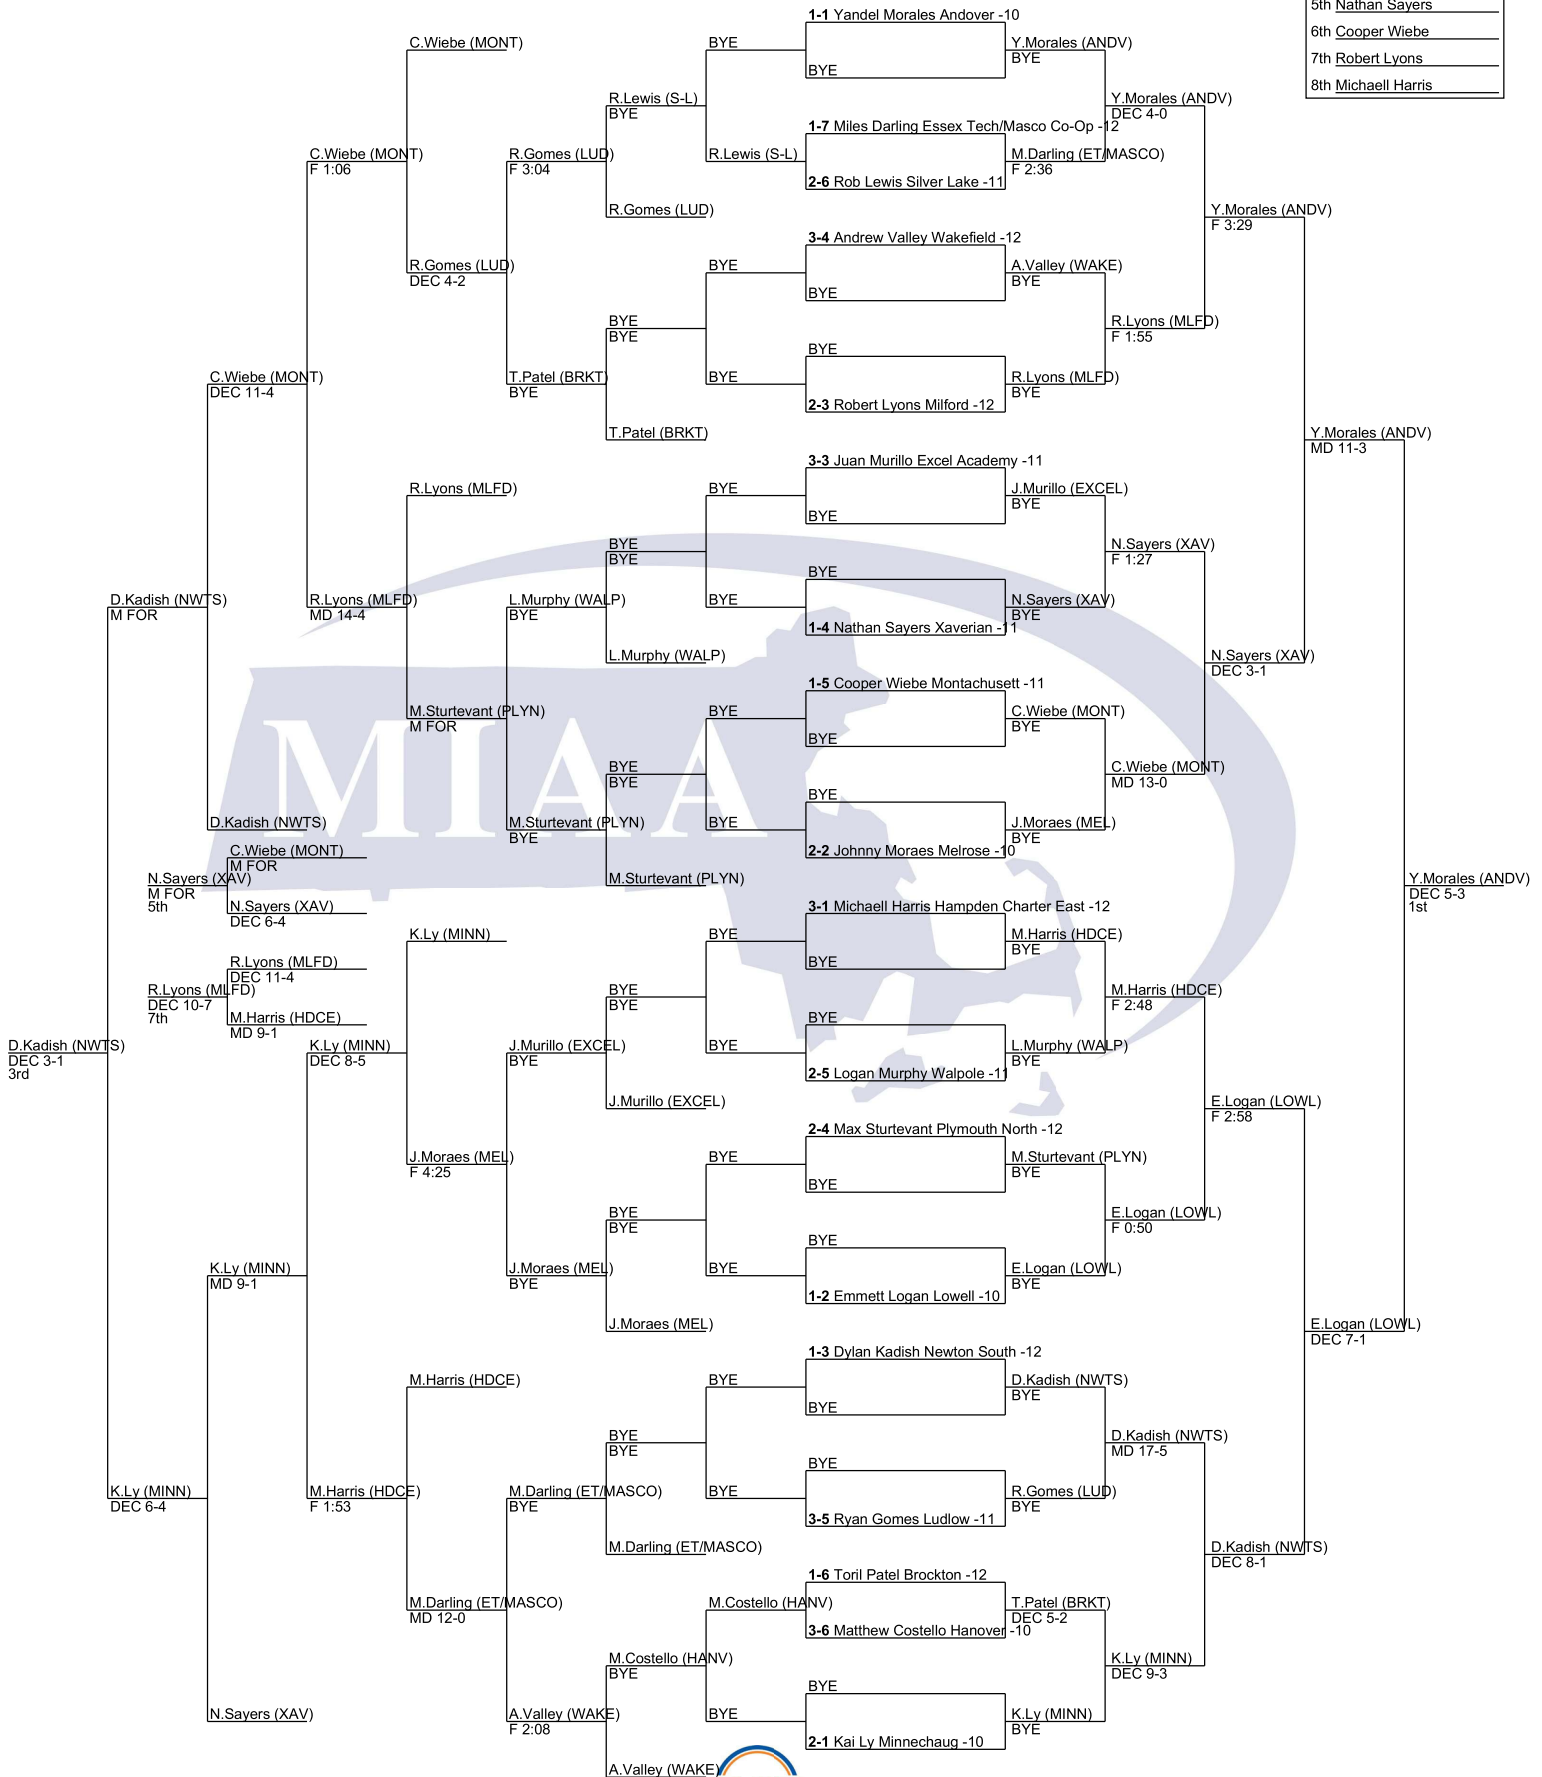 5th Nathan Sayers
6th Cooper Wiebe
7th Robert Lyons
8th Michaell Harris
C.Wiebe (MONT)
C.Wiebe (MONT)
F 1:06
R.Gomes (LUD)
DEC 4-2
C.Wiebe (MONT)
DEC 11-4
R.Lyons (MLFD)
R.Lyons (MLFD)
MD 14-4
M.Sturtevant (PLYN)
M FOR
D.Kadish (NWTS)
M FOR
D.Kadish (NWTS)
C.Wiebe (MONT)
M FOR
N.Sayers (XAV)
M FOR
5th
N.Sayers (XAV)
DEC 6-4
R.Lyons (MLFD)
DEC 11-4
R.Lyons (MLFD)
DEC 10-7
7th
M.Harris (HDCE)
MD 9-1
D.Kadish (NWTS)
DEC 3-1
3rd
K.Ly (MINN)
K.Ly (MINN)
DEC 8-5
J.Moraes (MEL)
F 4:25
K.Ly (MINN)
MD 9-1
M.Harris (HDCE)
M.Harris (HDCE)
F 1:53
K.Ly (MINN)
DEC 6-4
M.Darling (ET/MASCO)
MD 12-0
N.Sayers (XAV)
R.Lewis (S-L)
BYE
R.Gomes (LUD)
F 3:04
R.Gomes (LUD)
BYE
BYE
T.Patel (BRKT)
BYE
T.Patel (BRKT)
BYE
BYE
L.Murphy (WALP)
BYE
L.Murphy (WALP)
BYE
BYE
M.Sturtevant (PLYN)
BYE
M.Sturtevant (PLYN)
BYE
BYE
J.Murillo (EXCEL)
BYE
J.Murillo (EXCEL)
BYE
BYE
J.Moraes (MEL)
BYE
J.Moraes (MEL)
BYE
BYE
M.Darling (ET/MASCO)
BYE
M.Darling (ET/MASCO)
M.Costello (HANV)
BYE
A.Valley (WAKE)
F 2:08
A.Valley (WAKE)
BYE
R.Lewis (S-L)
BYE
BYE
BYE
BYE
BYE
BYE
BYE
BYE
BYE
BYE
BYE
BYE
M.Costello (HANV)
BYE
1-1 Yandel Morales Andover -10
BYE
1-7 Miles Darling Essex Tech/Masco Co-Op -12
2-6 Rob Lewis Silver Lake -11
3-4 Andrew Valley Wakefield -12
BYE
BYE
2-3 Robert Lyons Milford -12
3-3 Juan Murillo Excel Academy -11
BYE
BYE
1-4 Nathan Sayers Xaverian -11
1-5 Cooper Wiebe Montachusett -11
BYE
BYE
2-2 Johnny Moraes Melrose -10
3-1 Michaell Harris Hampden Charter East -12
BYE
BYE
2-5 Logan Murphy Walpole -11
2-4 Max Sturtevant Plymouth North -12
BYE
BYE
1-2 Emmett Logan Lowell -10
1-3 Dylan Kadish Newton South -12
BYE
BYE
3-5 Ryan Gomes Ludlow -11
1-6 Toril Patel Brockton -12
3-6 Matthew Costello Hanover -10
BYE
2-1 Kai Ly Minnechaug -10
Y.Morales (ANDV)
BYE
M.Darling (ET/MASCO)
F 2:36
A.Valley (WAKE)
BYE
R.Lyons (MLFD)
BYE
J.Murillo (EXCEL)
BYE
N.Sayers (XAV)
BYE
C.Wiebe (MONT)
BYE
J.Moraes (MEL)
BYE
M.Harris (HDCE)
BYE
L.Murphy (WALP)
BYE
M.Sturtevant (PLYN)
BYE
E.Logan (LOWL)
BYE
D.Kadish (NWTS)
BYE
R.Gomes (LUD)
BYE
T.Patel (BRKT)
DEC 5-2
K.Ly (MINN)
BYE
Y.Morales (ANDV)
DEC 4-0
R.Lyons (MLFD)
F 1:55
N.Sayers (XAV)
F 1:27
C.Wiebe (MONT)
MD 13-0
M.Harris (HDCE)
F 2:48
E.Logan (LOWL)
F 0:50
D.Kadish (NWTS)
MD 17-5
K.Ly (MINN)
DEC 9-3
Y.Morales (ANDV)
F 3:29
N.Sayers (XAV)
DEC 3-1
E.Logan (LOWL)
F 2:58
D.Kadish (NWTS)
DEC 8-1
Y.Morales (ANDV)
MD 11-3
E.Logan (LOWL)
DEC 7-1
Y.Morales (ANDV)
DEC 5-3
1st
MIAA